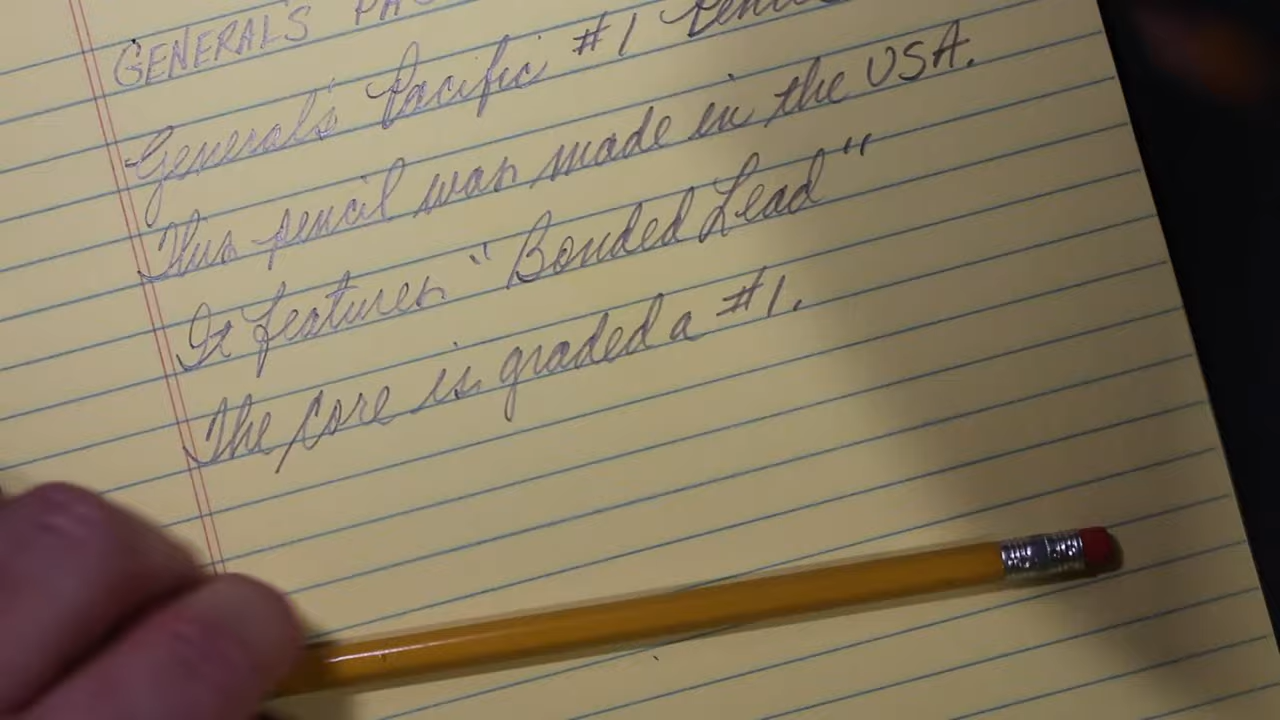 GENERAL'S
General's Pacific #1
This pencil was made in the USA.
It features "Bonded Lead"
The core is graded a #1.